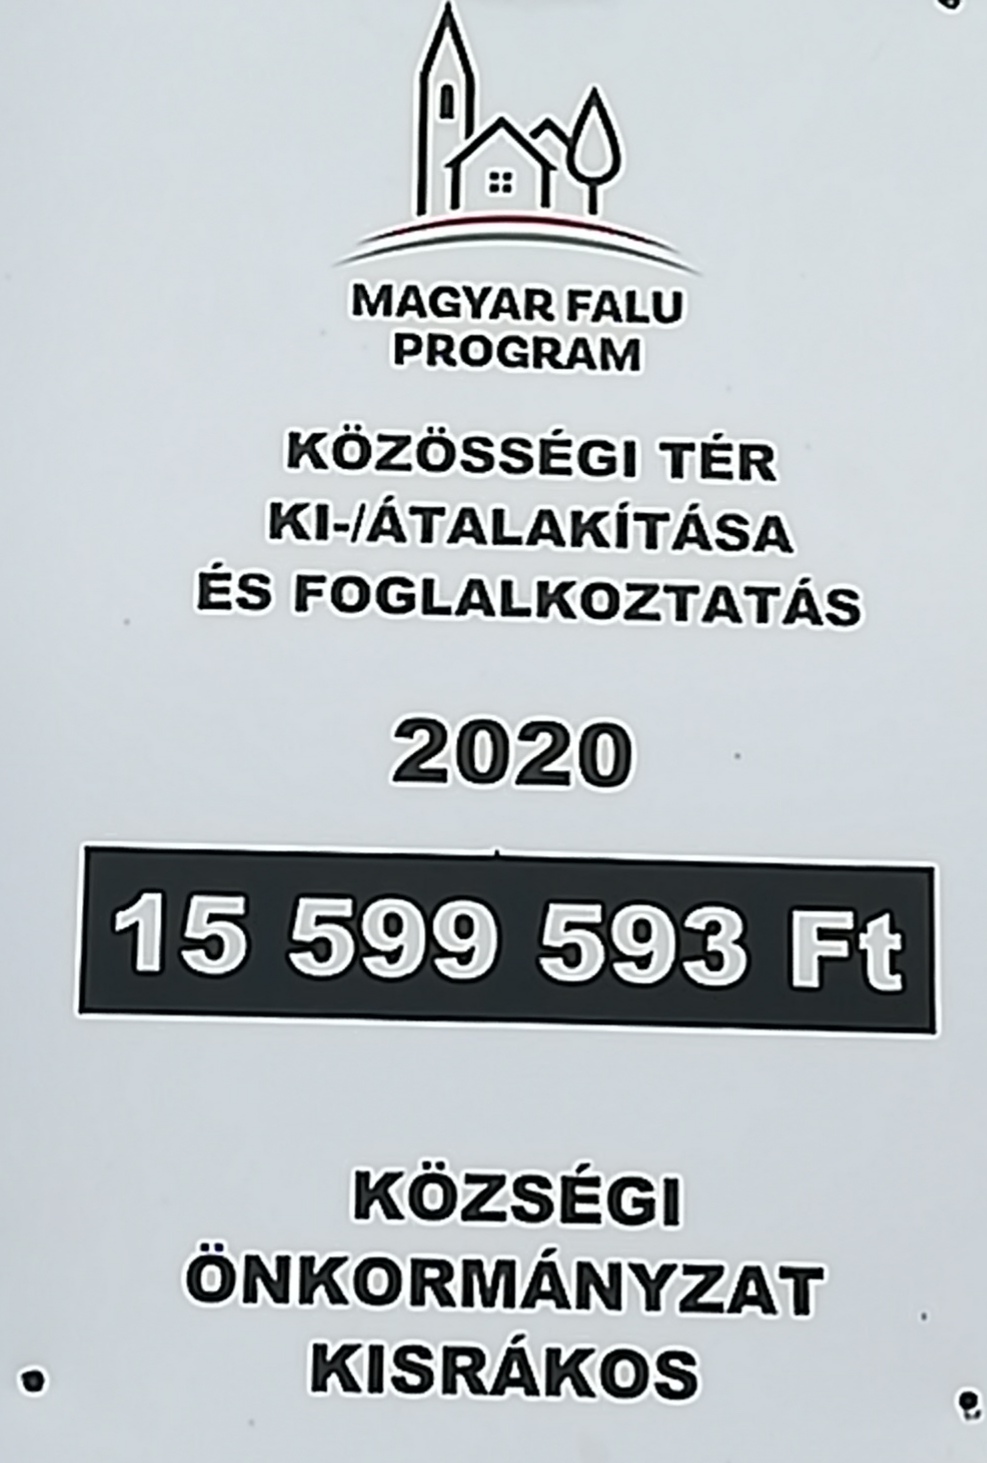 MAGYAR FALU
PROGRAM
KÖZÖSSÉGI TÉR
KI-/ÁTALAKÍTÁSA
ÉS FOGLALKOZTATÁS
2020
15 599 593 Ft
KÖZSÉGI
ÖNKORMÁNYZAT
KISRÁKOS